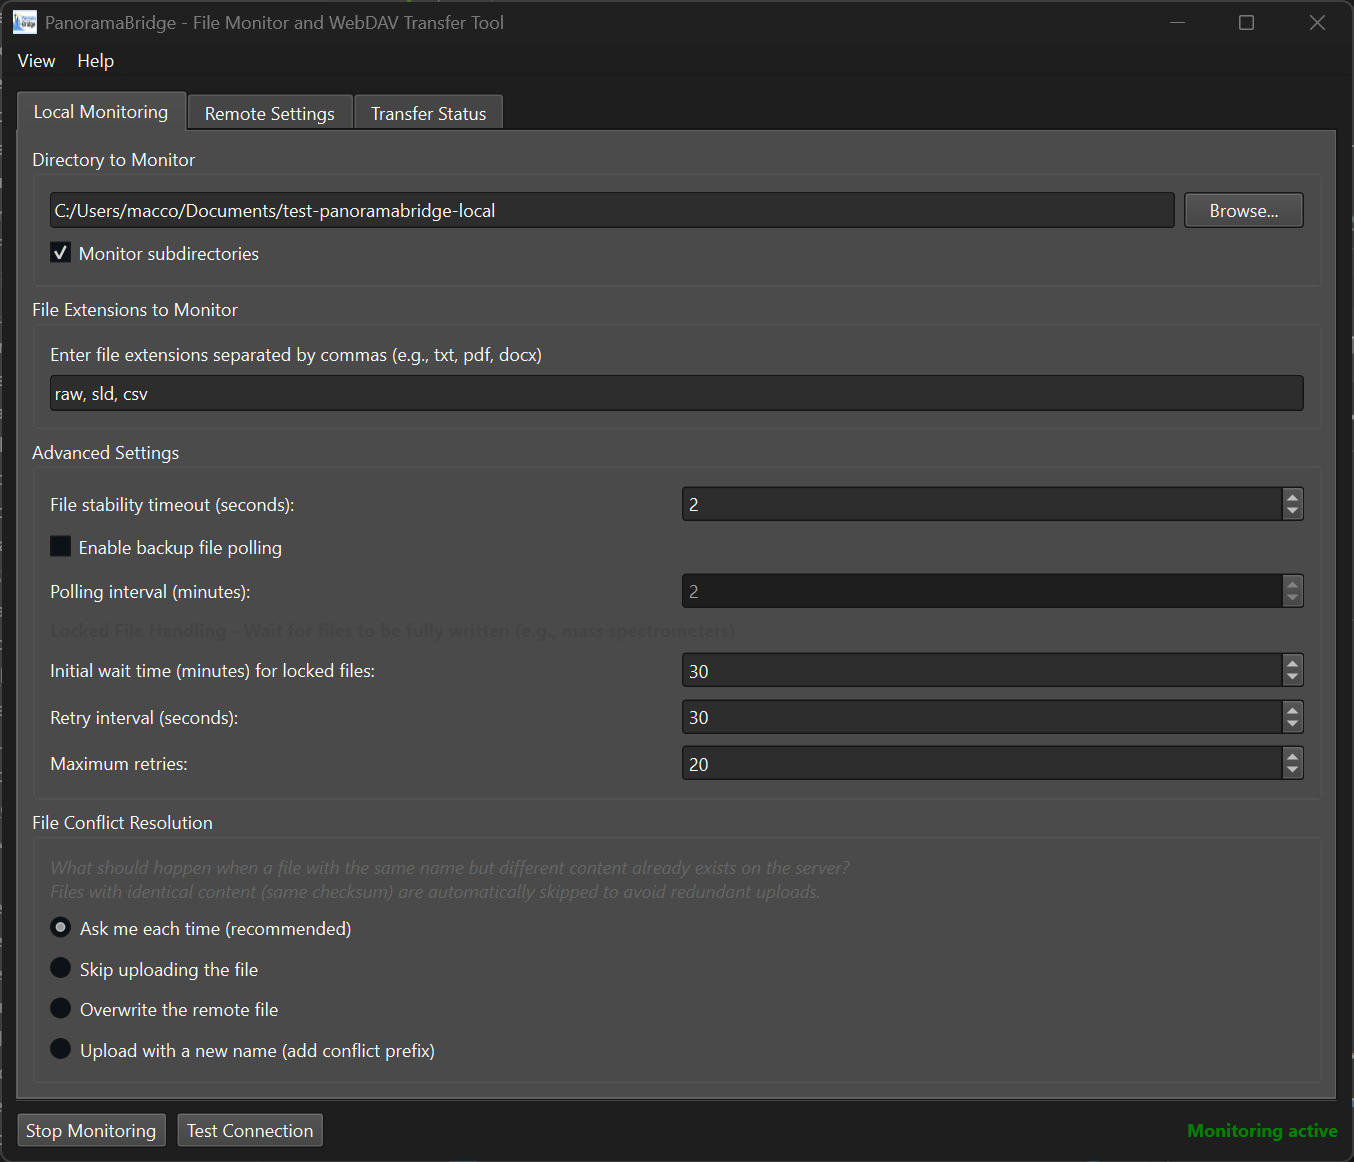 PanoramaBridge - File Monitor and WebDAV Transfer Tool
View Help
Local Monitoring Remote Settings Transfer Status
Directory to Monitor
C:/Users/macco/Documents/test-panoramabridge-local Browse...
Monitor subdirectories
File Extensions to Monitor
Enter file extensions separated by commas (e.g., txt, pdf, docx)
raw, sld, csv
Advanced Settings
File stability timeout (seconds): 2
Enable backup file polling
Polling interval (minutes): 2
Locked File Handling - Wait for files to be fully written (e.g., mass spectrometers)
Initial wait time (minutes) for locked files: 30
Retry interval (seconds): 30
Maximum retries: 20
File Conflict Resolution
What should happen when a file with the same name but different content already exists on the server?
Files with identical content (same checksum) are automatically skipped to avoid redundant uploads.
Ask me each time (recommended)
Skip uploading the file
Overwrite the remote file
Upload with a new name (add conflict prefix)
Stop Monitoring Test Connection Monitoring active